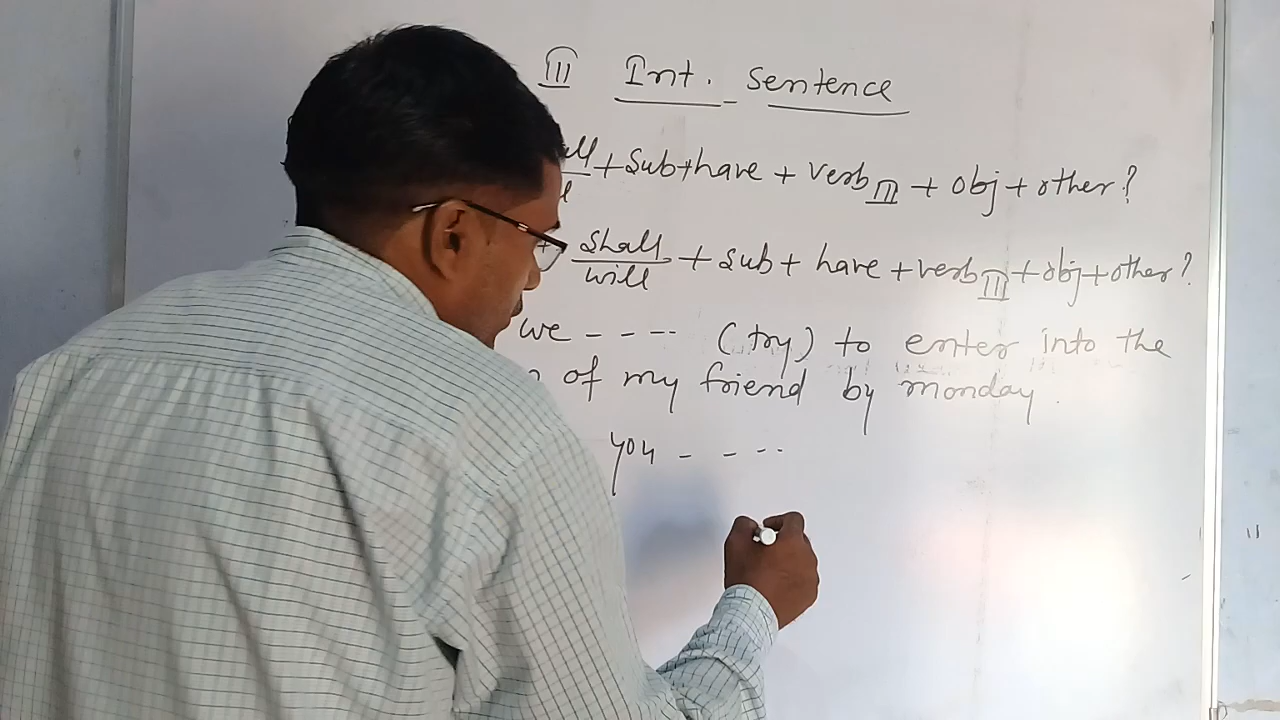 III Int. Sentence
+ Sub + have + Verb III + obj + other?
+ Shall/will + sub + have + verb III + obj + other?
we - - - - (try) to enter into the
of my friend by monday.
you - - - -